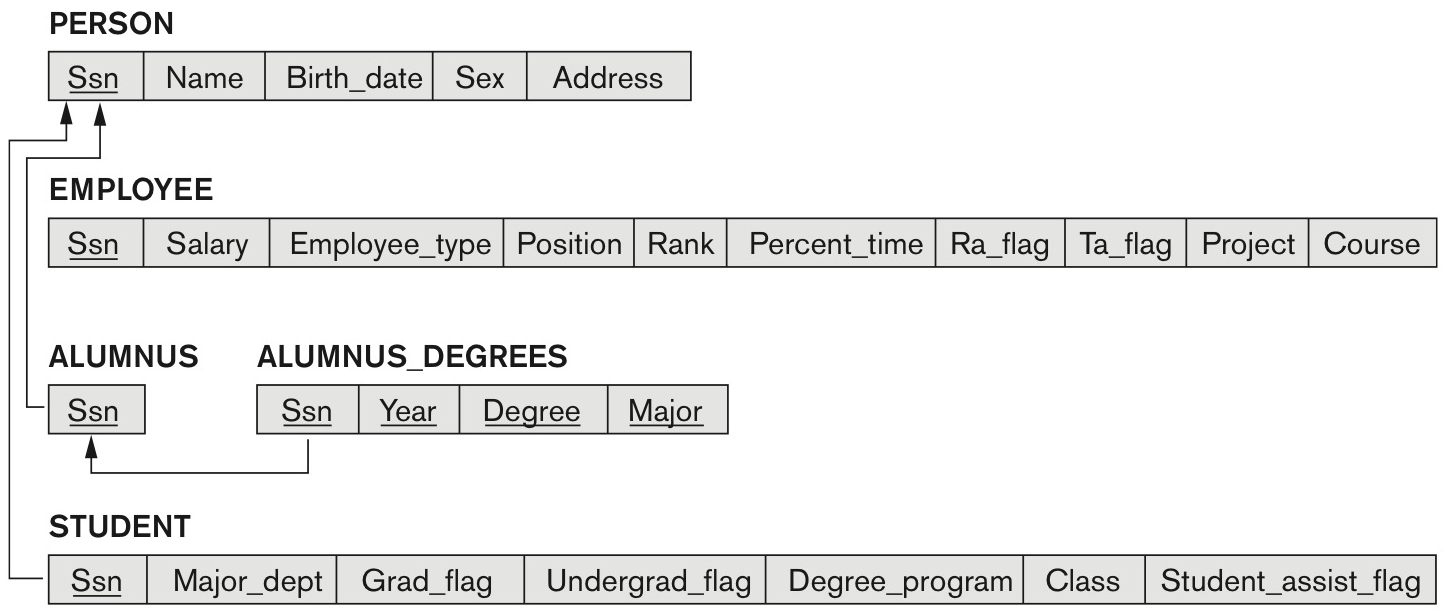 PERSON
Ssn Name Birth_date Sex Address
EMPLOYEE
Ssn Salary Employee_type Position Rank Percent_time Ra_flag Ta_flag Project Course
ALUMNUS ALUMNUS_DEGREES
Ssn Ssn Year Degree Major
STUDENT
Ssn Major_dept Grad_flag Undergrad_flag Degree_program Class Student_assist_flag